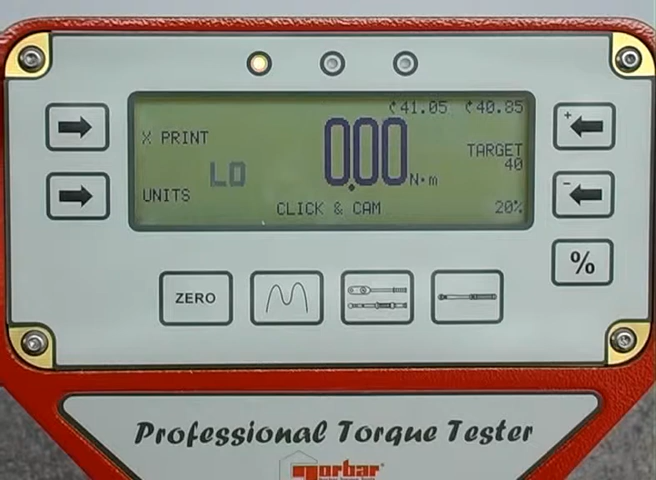 41.05 40.85
X PRINT
0.00
N·m
TARGET
40
LO
UNITS
CLICK & CAM
20%
+
-
%
ZERO
Professional Torque Tester
norbar